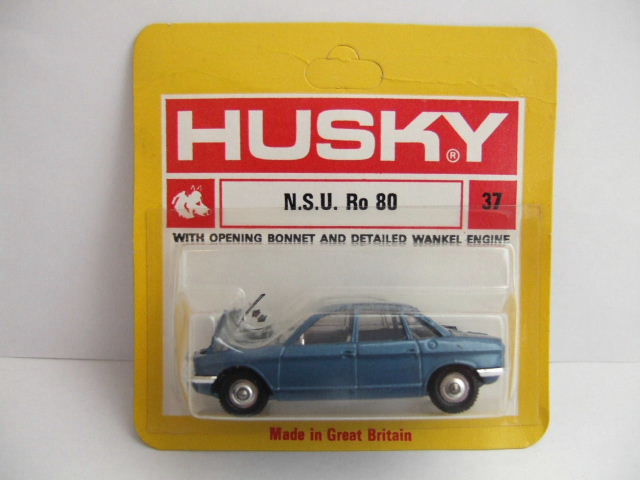 HUSKY®
N.S.U. Ro 80
37
WITH OPENING BONNET AND DETAILED WANKEL ENGINE
Made in Great Britain